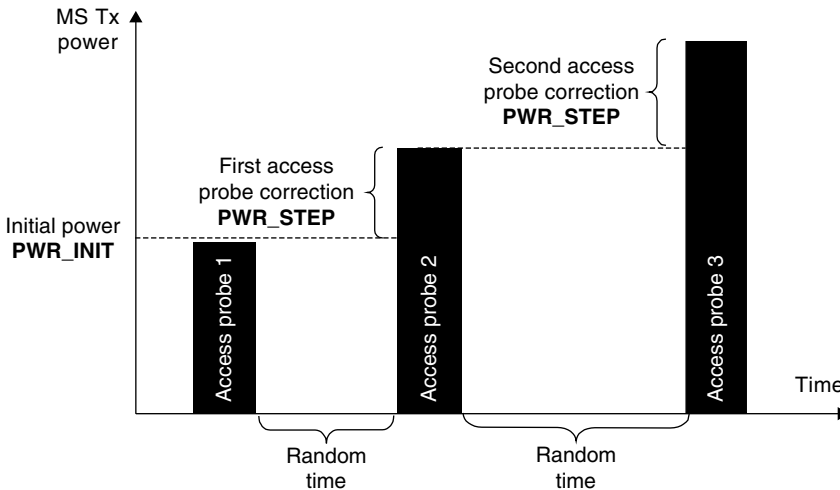 MS Tx
power
Second access
probe correction
PWR_STEP
First access
probe correction
PWR_STEP
Initial power
PWR_INIT
Access probe 1
Access probe 2
Access probe 3
Time
Random
time
Random
time